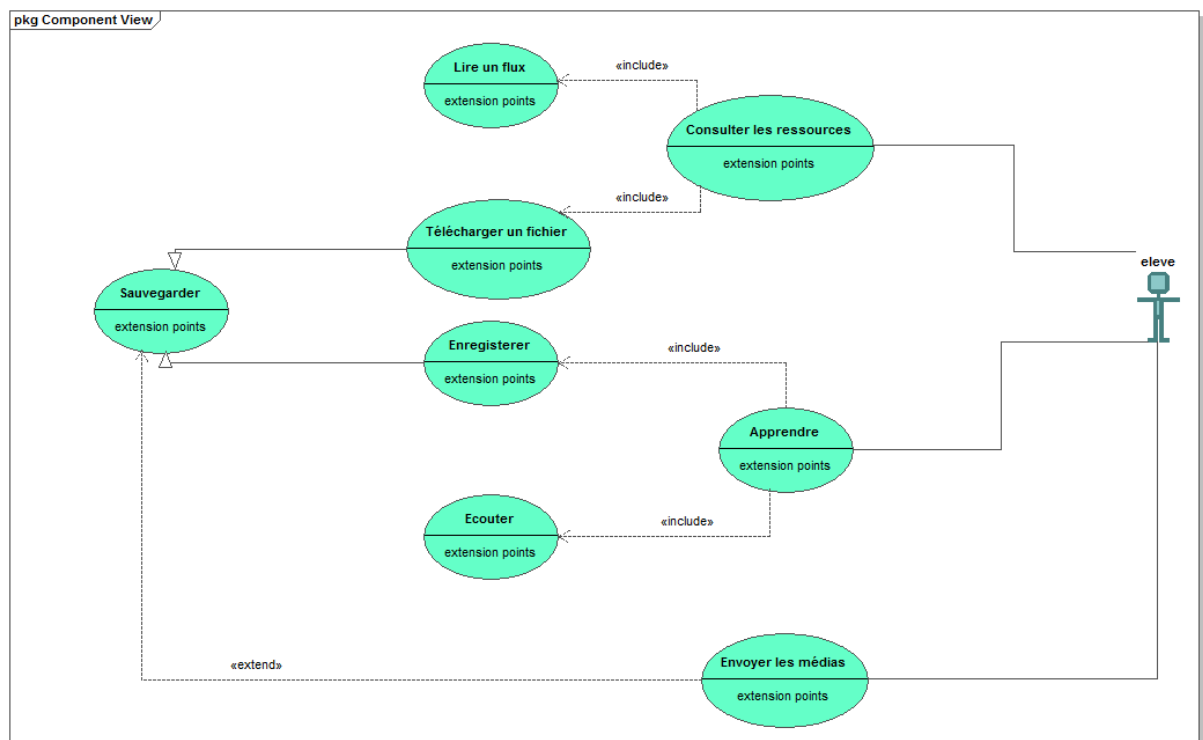 pkg Component View
Lire un flux
extension points
«include»
Consulter les ressources
extension points
«include»
Télécharger un fichier
extension points
eleve
Sauvegarder
extension points
Enregisterer
extension points
«include»
Apprendre
extension points
Ecouter
extension points
«include»
«extend»
Envoyer les médias
extension points